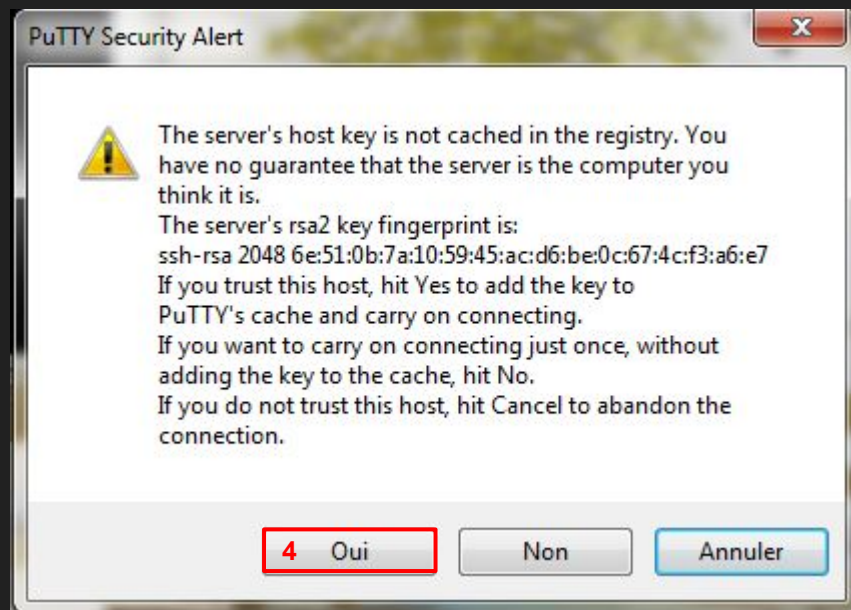 PuTTY Security Alert
The server's host key is not cached in the registry. You
have no guarantee that the server is the computer you
think it is.
The server's rsa2 key fingerprint is:
ssh-rsa 2048 6e:51:0b:7a:10:59:45:ac:d6:be:0c:67:4c:f3:a6:e7
If you trust this host, hit Yes to add the key to
PuTTY's cache and carry on connecting.
If you want to carry on connecting just once, without
adding the key to the cache, hit No.
If you do not trust this host, hit Cancel to abandon the
connection.
4 Oui Non Annuler